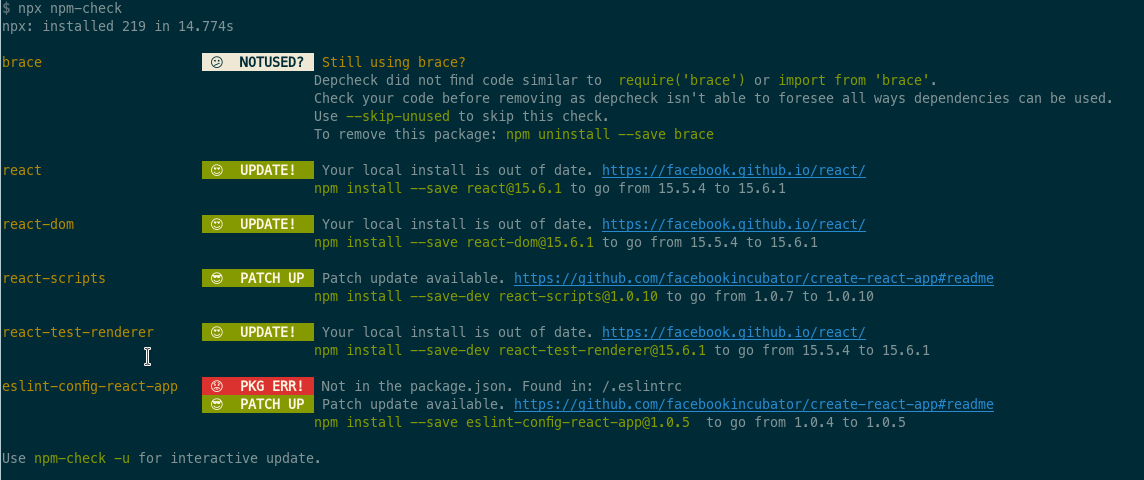 $ npx npm-check
npx: installed 219 in 14.774s
brace 😕 NOTUSED? Still using brace?
Depcheck did not find code similar to  require('brace') or import from 'brace'.
Check your code before removing as depcheck isn't able to foresee all ways dependencies can be used.
Use --skip-unused to skip this check.
To remove this package: npm uninstall --save brace
react 😍 UPDATE! Your local install is out of date. https://facebook.github.io/react/
npm install --save react@15.6.1 to go from 15.5.4 to 15.6.1
react-dom 😍 UPDATE! Your local install is out of date. https://facebook.github.io/react/
npm install --save react-dom@15.6.1 to go from 15.5.4 to 15.6.1
react-scripts 😎 PATCH UP Patch update available. https://github.com/facebookincubator/create-react-app#readme
npm install --save-dev react-scripts@1.0.10 to go from 1.0.7 to 1.0.10
react-test-renderer 😍 UPDATE! Your local install is out of date. https://facebook.github.io/react/
npm install --save-dev react-test-renderer@15.6.1 to go from 15.5.4 to 15.6.1
eslint-config-react-app 😟 PKG ERR! Not in the package.json. Found in: /.eslintrc
😎 PATCH UP Patch update available. https://github.com/facebookincubator/create-react-app#readme
npm install --save eslint-config-react-app@1.0.5  to go from 1.0.4 to 1.0.5
Use npm-check -u for interactive update.